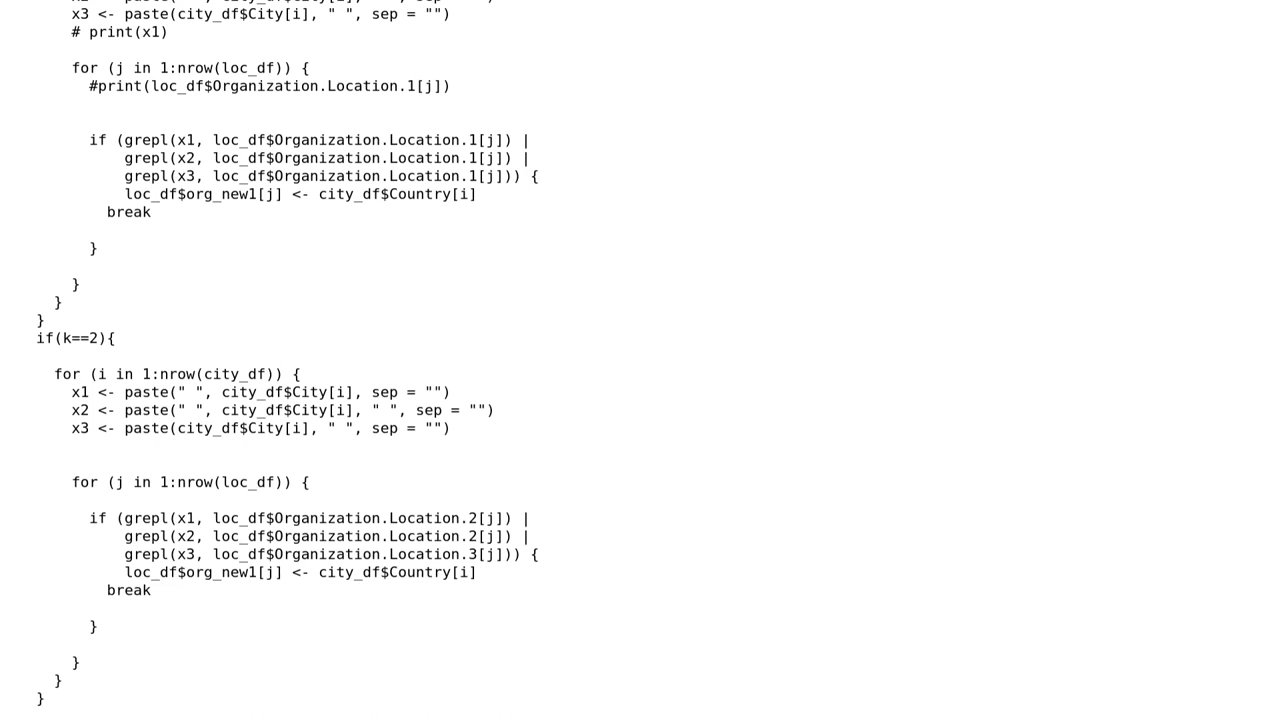 x3 <- paste(city_df$City[i], " ", sep = "")
# print(x1)
for (j in 1:nrow(loc_df)) {
#print(loc_df$Organization.Location.1[j])
if (grepl(x1, loc_df$Organization.Location.1[j]) |
grepl(x2, loc_df$Organization.Location.1[j]) |
grepl(x3, loc_df$Organization.Location.1[j])) {
loc_df$org_new1[j] <- city_df$Country[i]
break
}
}
}
}
if(k==2){
for (i in 1:nrow(city_df)) {
x1 <- paste(" ", city_df$City[i], sep = "")
x2 <- paste(" ", city_df$City[i], " ", sep = "")
x3 <- paste(city_df$City[i], " ", sep = "")
for (j in 1:nrow(loc_df)) {
if (grepl(x1, loc_df$Organization.Location.2[j]) |
grepl(x2, loc_df$Organization.Location.2[j]) |
grepl(x3, loc_df$Organization.Location.3[j])) {
loc_df$org_new1[j] <- city_df$Country[i]
break
}
}
}
}